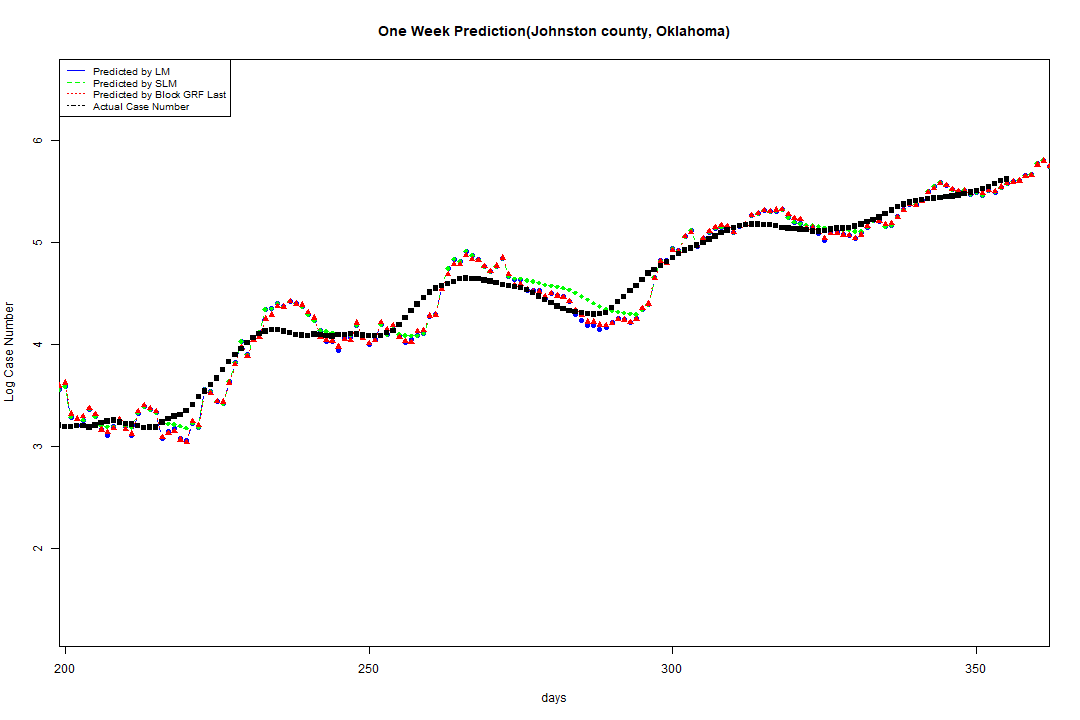 One Week Prediction(Johnston county, Oklahoma)
Predicted by LM
Predicted by SLM
Predicted by Block GRF Last
Actual Case Number
6
5
4
3
2
Log Case Number
200 250 300 350
days